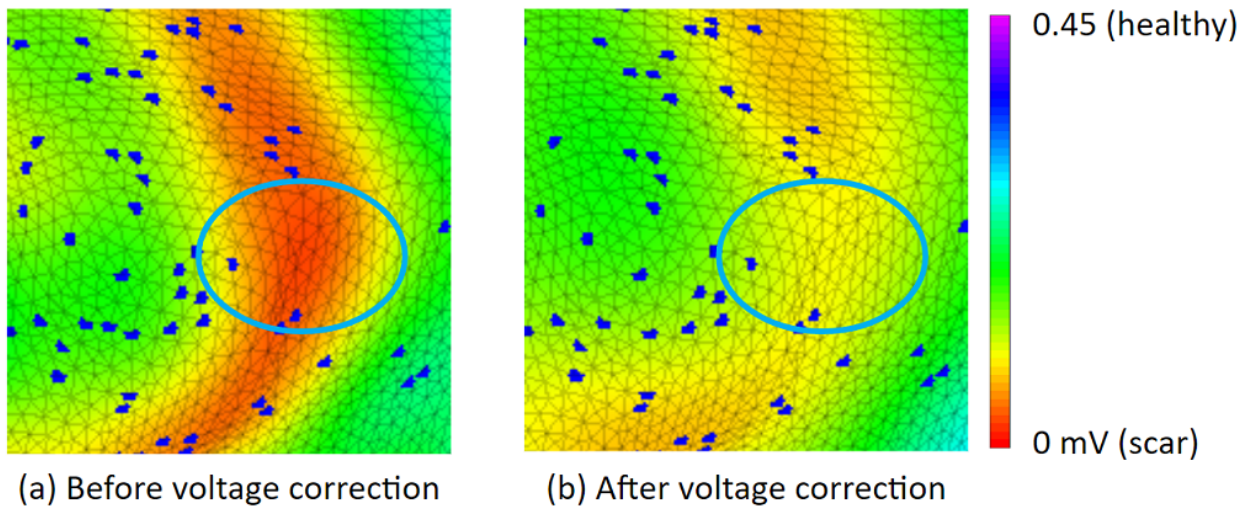 0.45 (healthy)
0 mV (scar)
(a) Before voltage correction
(b) After voltage correction